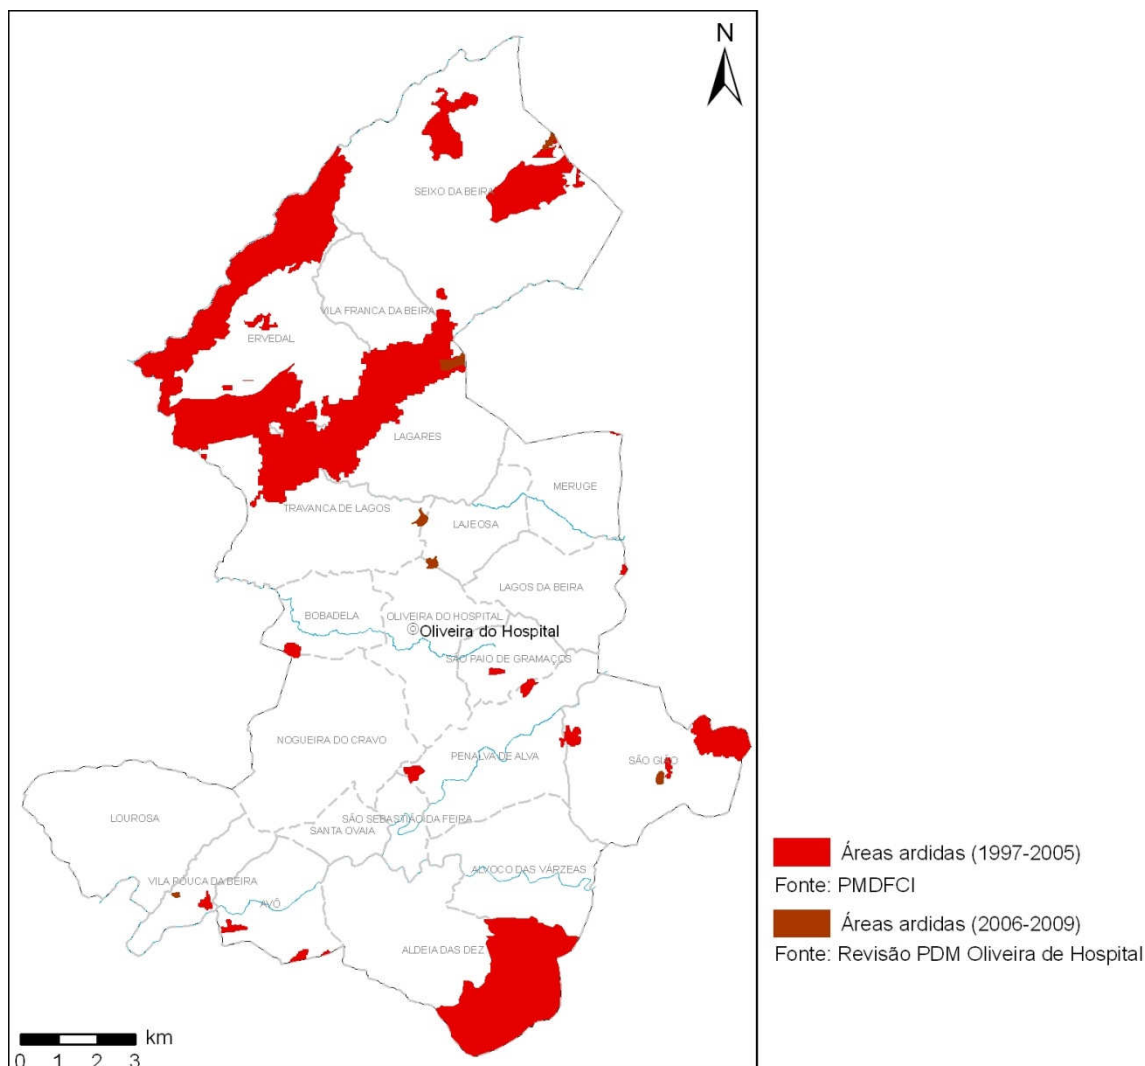 N
SEIXO DA BEIRA
VILA FRANCA DA BEIRA
ERVEDAL
LAGARES
MERUGE
TRAVANCA DE LAGOS
LAJEOSA
LAGOS DA BEIRA
BOBADELA
OLIVEIRA DO HOSPITAL
Oliveira do Hospital
SÃO PAIO DE GRAMAÇOS
NOGUEIRA DO CRAVO
PENALVA DE ALVA
SÃO GIÃO
LOUROSA
SÃO SEBASTIÃO DA FEIRA
SANTA OVAIA
Áreas ardidas (1997-2005)
ALVOCO DAS VÁRZEAS
VILA POUCA DA BEIRA
Fonte: PMDFCI
AVÔ
Áreas ardidas (2006-2009)
ALDEIA DAS DEZ
Fonte: Revisão PDM Oliveira de Hospital
km
0 1 2 3